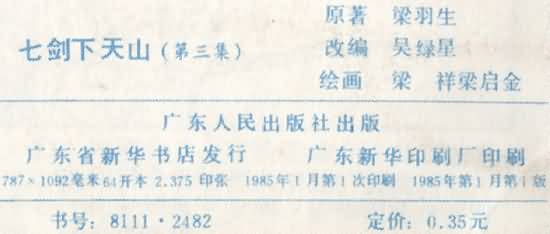 原著 梁羽生
七剑下天山(第三集) 改编 吴绿星
绘画 梁 祥梁启金
广东人民出版社出版
广东省新华书店发行 广东新华印刷厂印刷
787×1092毫米64开本 2.375 印张 1985年1月第1次印刷 1985年第1月第1版
书号:8111·2482 定价:0.35元